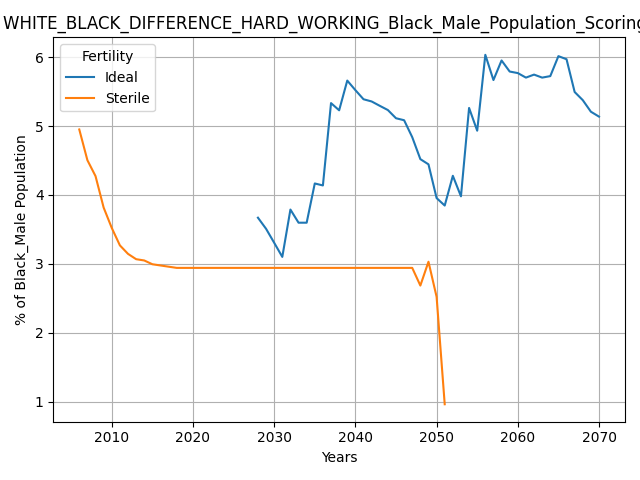 WHITE_BLACK_DIFFERENCE_HARD_WORKING_Black_Male_Population_Scoring
Fertility
Ideal
Sterile
% of Black_Male Population
6
5
4
3
2
1
2010 2020 2030 2040 2050 2060 2070
Years